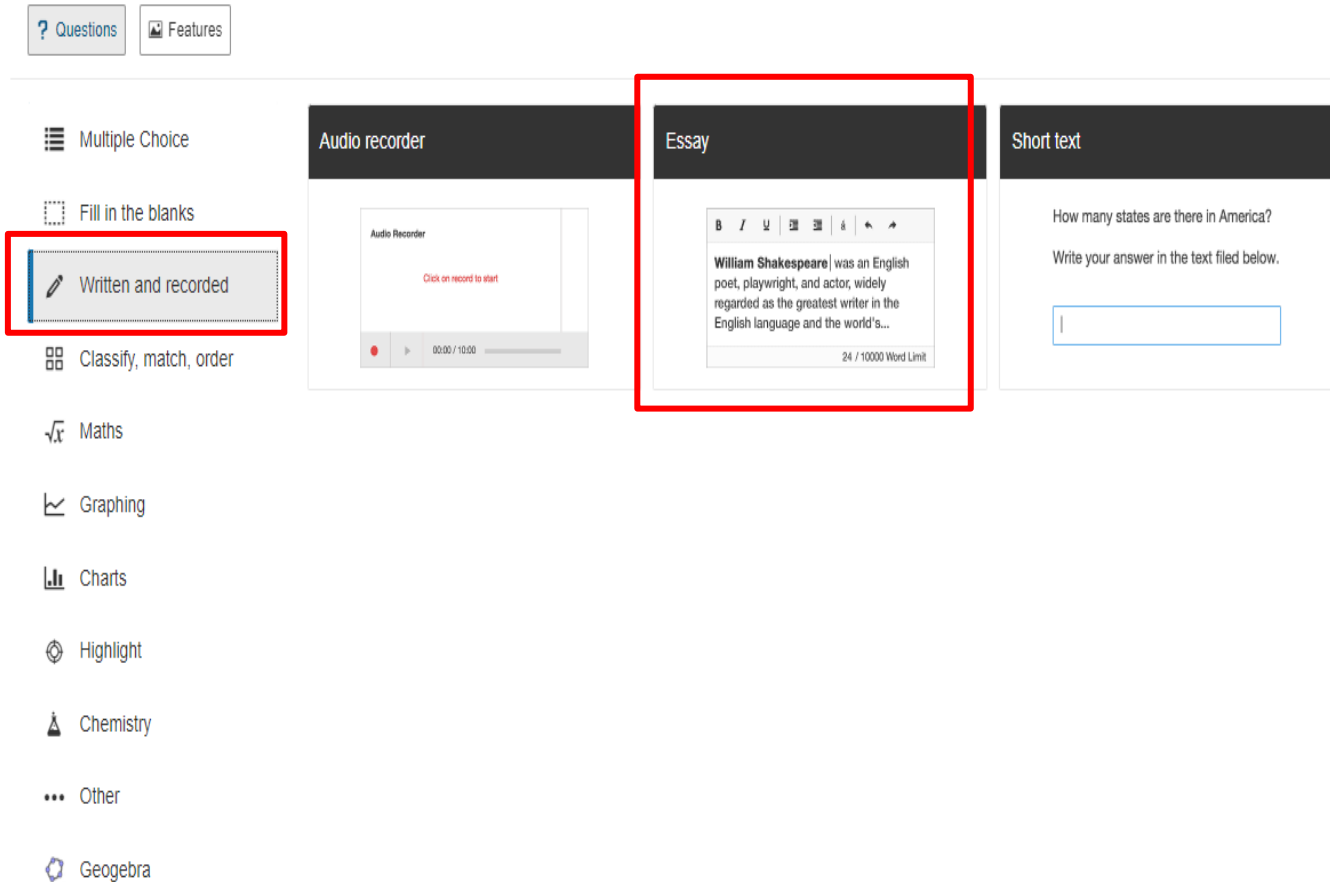 ? Questions
Features
Multiple Choice
Fill in the blanks
Written and recorded
Classify, match, order
√x Maths
Graphing
Charts
Highlight
Chemistry
Other
Geogebra
Audio recorder
Audio Recorder
Click on record to start
00:00 / 10:00
Essay
B I U á
William Shakespeare| was an English
poet, playwright, and actor, widely
regarded as the greatest writer in the
English language and the world's...
24 / 10000 Word Limit
Short text
How many states are there in America?
Write your answer in the text filed below.